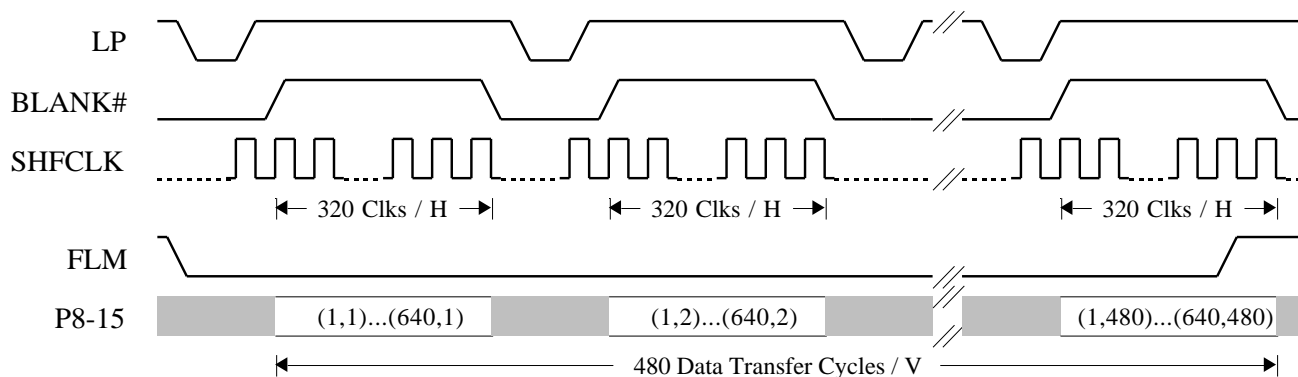 LP
BLANK#
SHFCLK
320 Clks / H 320 Clks / H 320 Clks / H
FLM
P8-15 (1,1)...(640,1) (1,2)...(640,2) (1,480)...(640,480)
480 Data Transfer Cycles / V